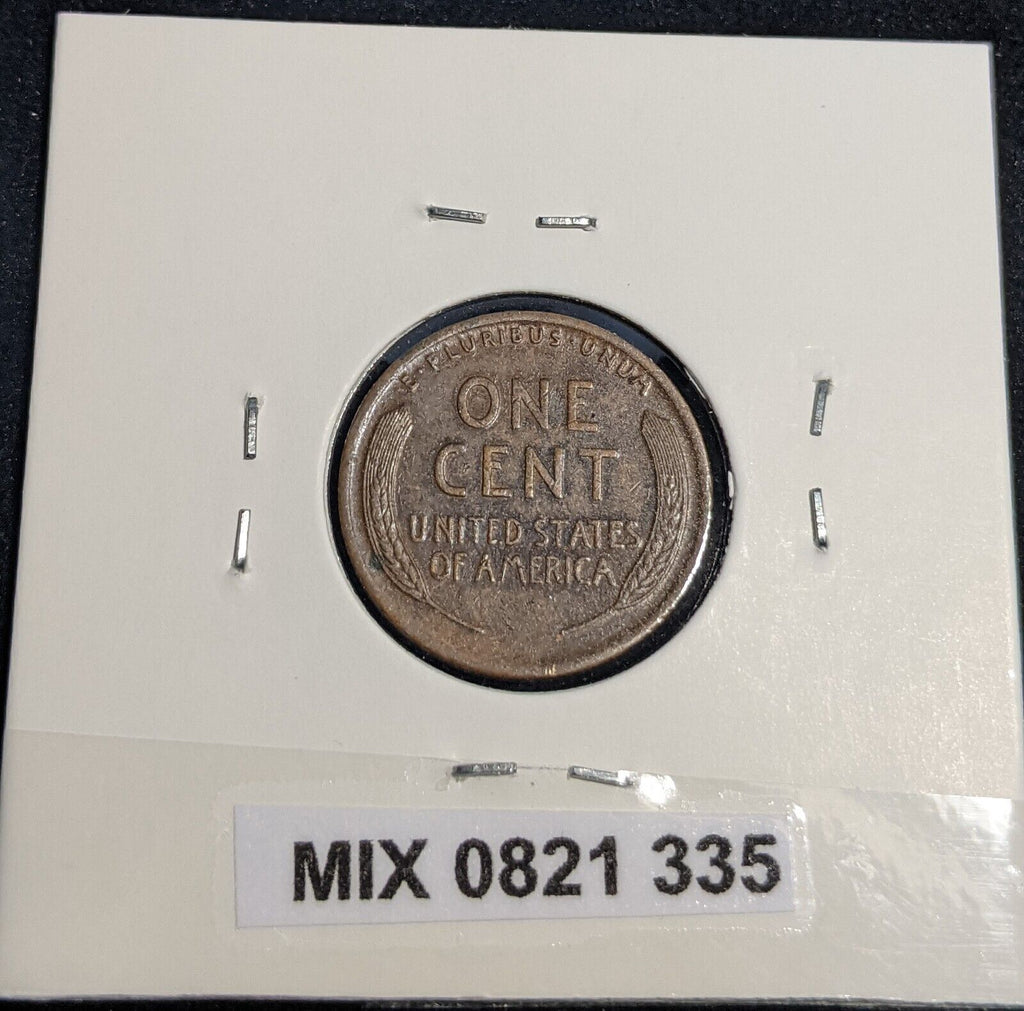 E·PLURIBUS·UNUM
ONE
CENT
UNITED STATES
OF AMERICA
MIX 0821 335